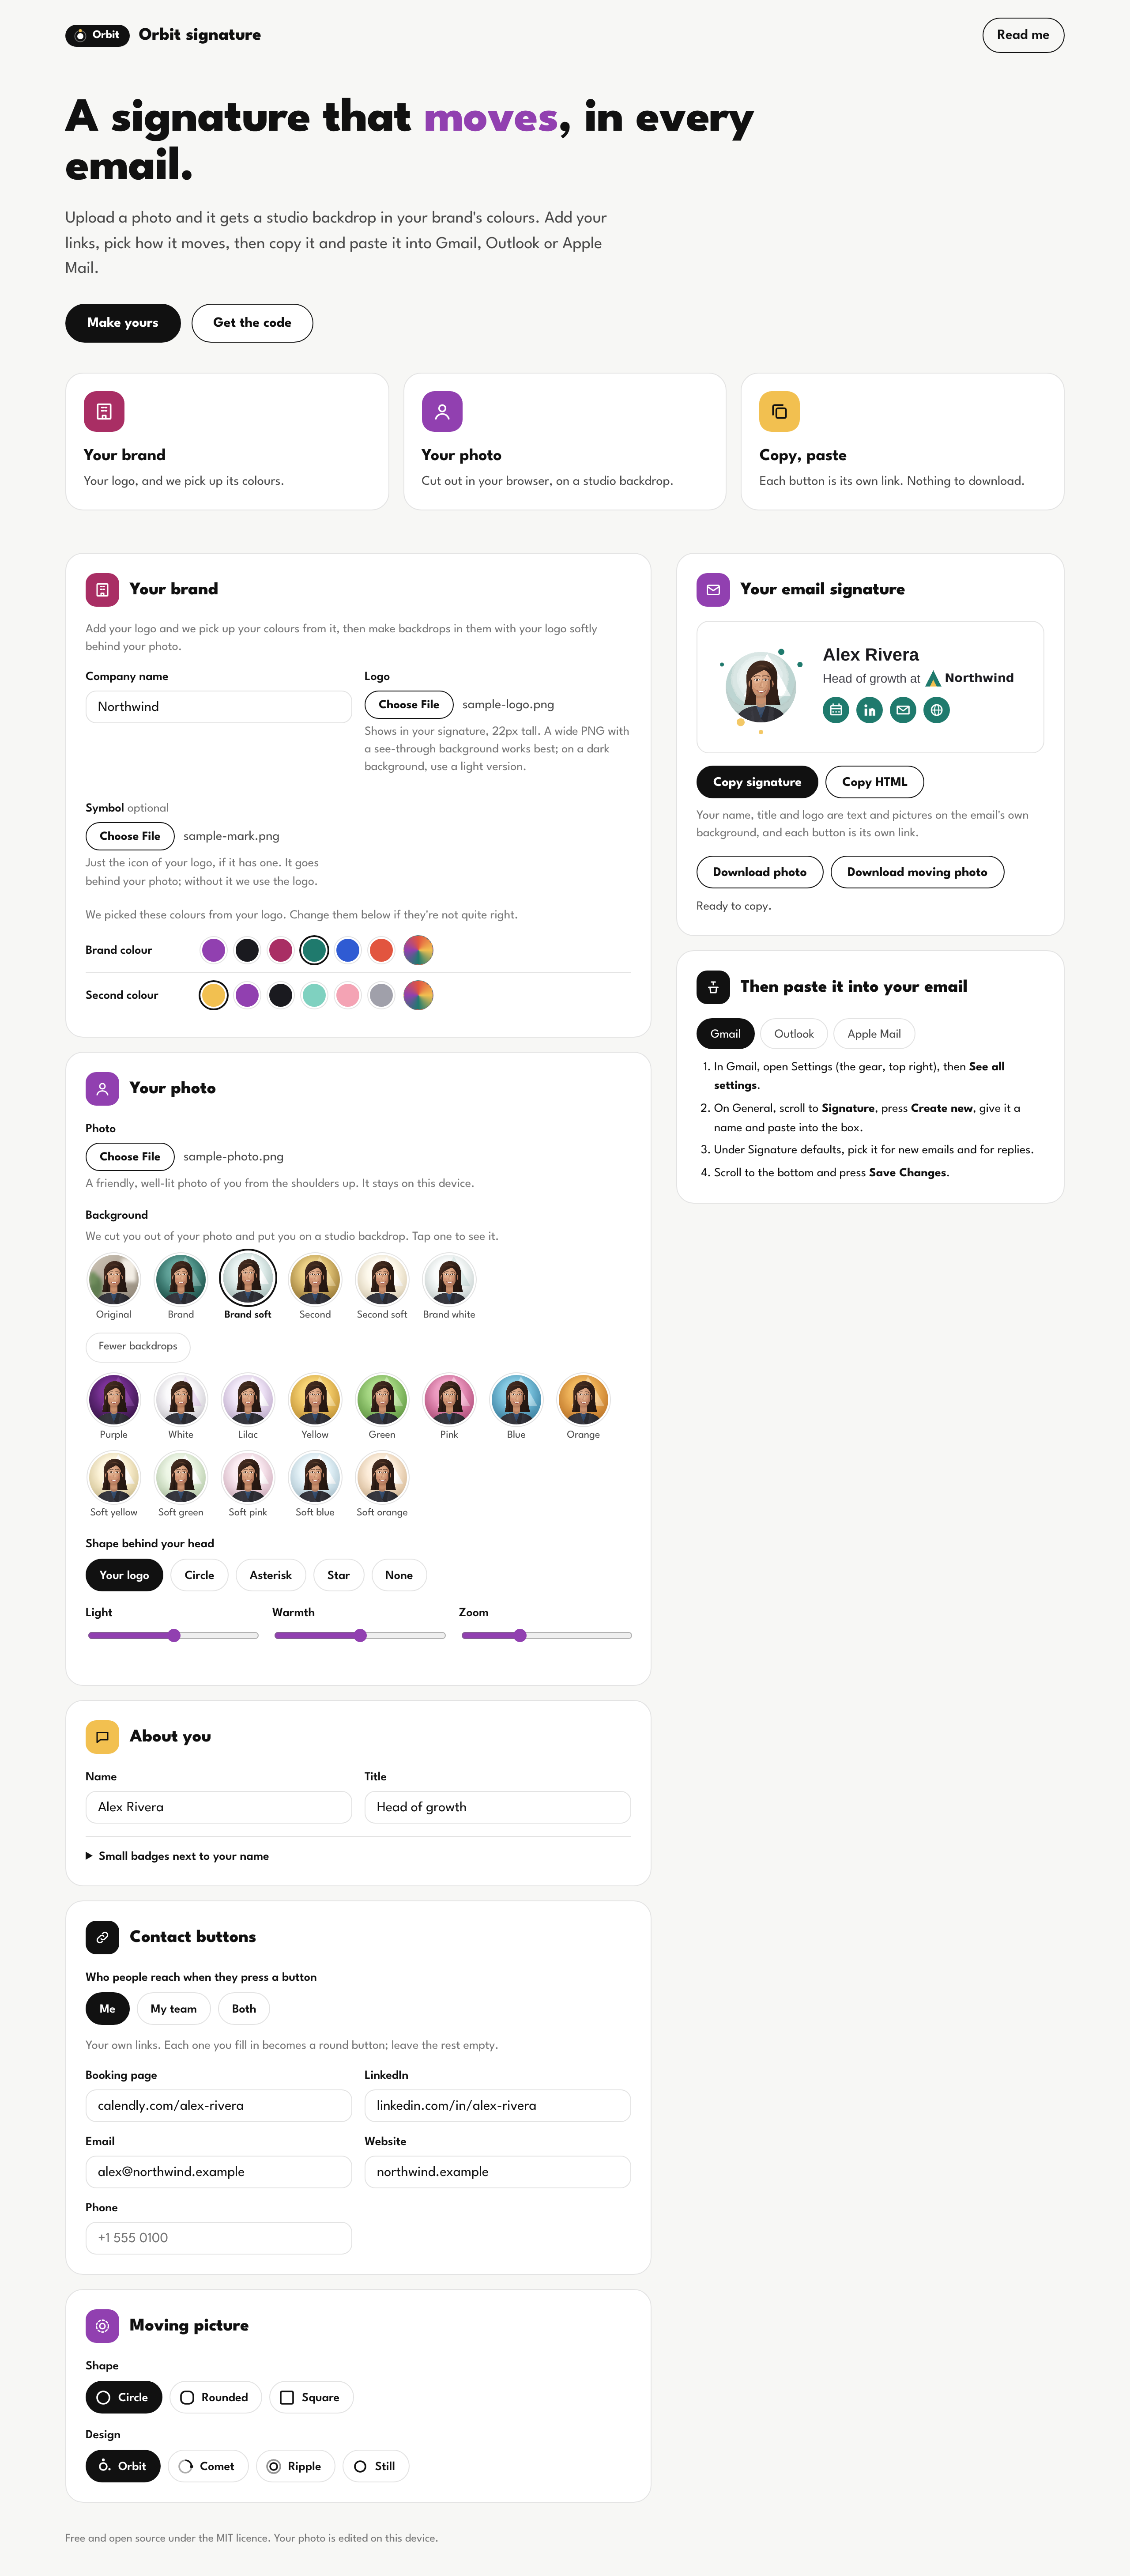 Orbit
Orbit signature
Read me
A signature that moves, in every
email.
Upload a photo and it gets a studio backdrop in your brand's colours. Add your
links, pick how it moves, then copy it and paste it into Gmail, Outlook or Apple
Mail.
Make yours
Get the code
Your brand
Your logo, and we pick up its colours.
Your photo
Cut out in your browser, on a studio backdrop.
Copy, paste
Each button is its own link. Nothing to download.
Your brand
Add your logo and we pick up your colours from it, then make backdrops in them with your logo softly
behind your photo.
Company name
Northwind
Logo
Choose File sample-logo.png
Shows in your signature, 22px tall. A wide PNG with
a see-through background works best; on a dark
background, use a light version.
Symbol optional
Choose File sample-mark.png
Just the icon of your logo, if it has one. It goes
behind your photo; without it we use the logo.
We picked these colours from your logo. Change them below if they're not quite right.
Brand colour
Second colour
Your photo
Photo
Choose File sample-photo.png
A friendly, well-lit photo of you from the shoulders up. It stays on this device.
Background
We cut you out of your photo and put you on a studio backdrop. Tap one to see it.
Original Brand Brand soft Second Second soft Brand white
Fewer backdrops
Purple White Lilac Yellow Green Pink Blue Orange
Soft yellow Soft green Soft pink Soft blue Soft orange
Shape behind your head
Your logo Circle Asterisk Star None
Light Warmth Zoom
About you
Name
Alex Rivera
Title
Head of growth
Small badges next to your name
Contact buttons
Who people reach when they press a button
Me My team Both
Your own links. Each one you fill in becomes a round button; leave the rest empty.
Booking page
calendly.com/alex-rivera
LinkedIn
linkedin.com/in/alex-rivera
Email
alex@northwind.example
Website
northwind.example
Phone
+1 555 0100
Moving picture
Shape
Circle Rounded Square
Design
Orbit Comet Ripple Still
Your email signature
Alex Rivera
Head of growth at Northwind
in
Copy signature Copy HTML
Your name, title and logo are text and pictures on the email's own
background, and each button is its own link.
Download photo Download moving photo
Ready to copy.
Then paste it into your email
Gmail Outlook Apple Mail
1. In Gmail, open Settings (the gear, top right), then See all
settings.
2. On General, scroll to Signature, press Create new, give it a
name and paste into the box.
3. Under Signature defaults, pick it for new emails and for replies.
4. Scroll to the bottom and press Save Changes.
Free and open source under the MIT licence. Your photo is edited on this device.